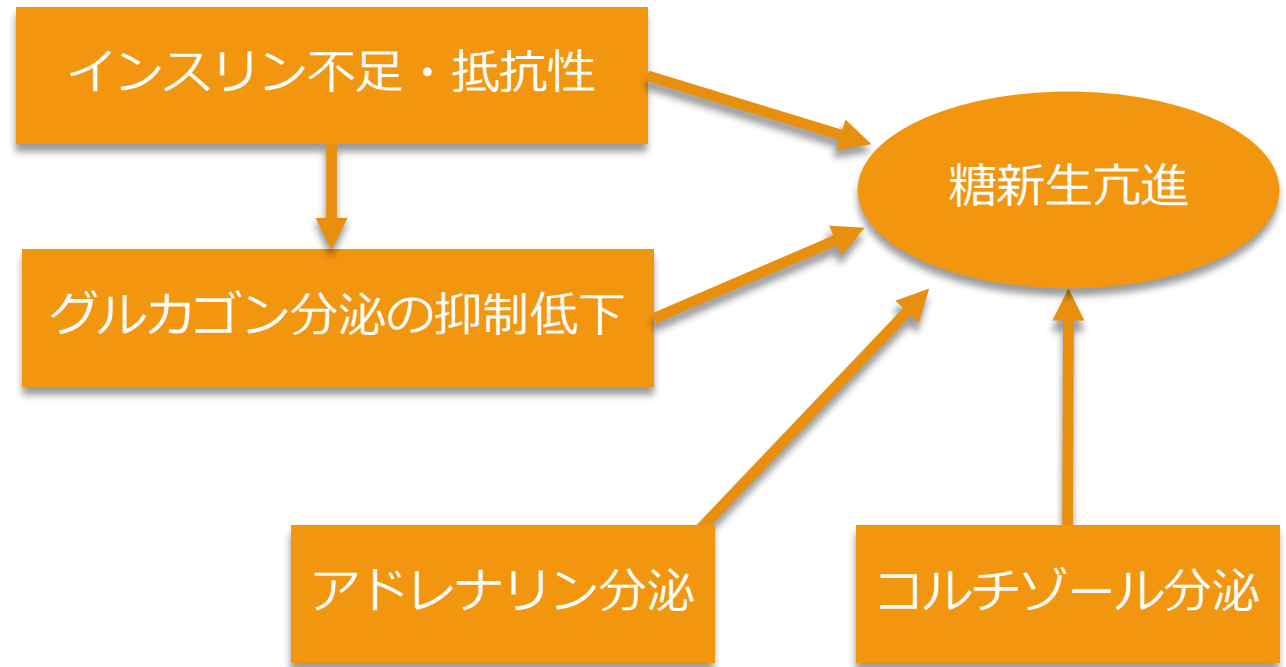 インスリン不足・抵抗性
糖新生亢進
グルカゴン分泌の抑制低下
アドレナリン分泌
コルチゾール分泌